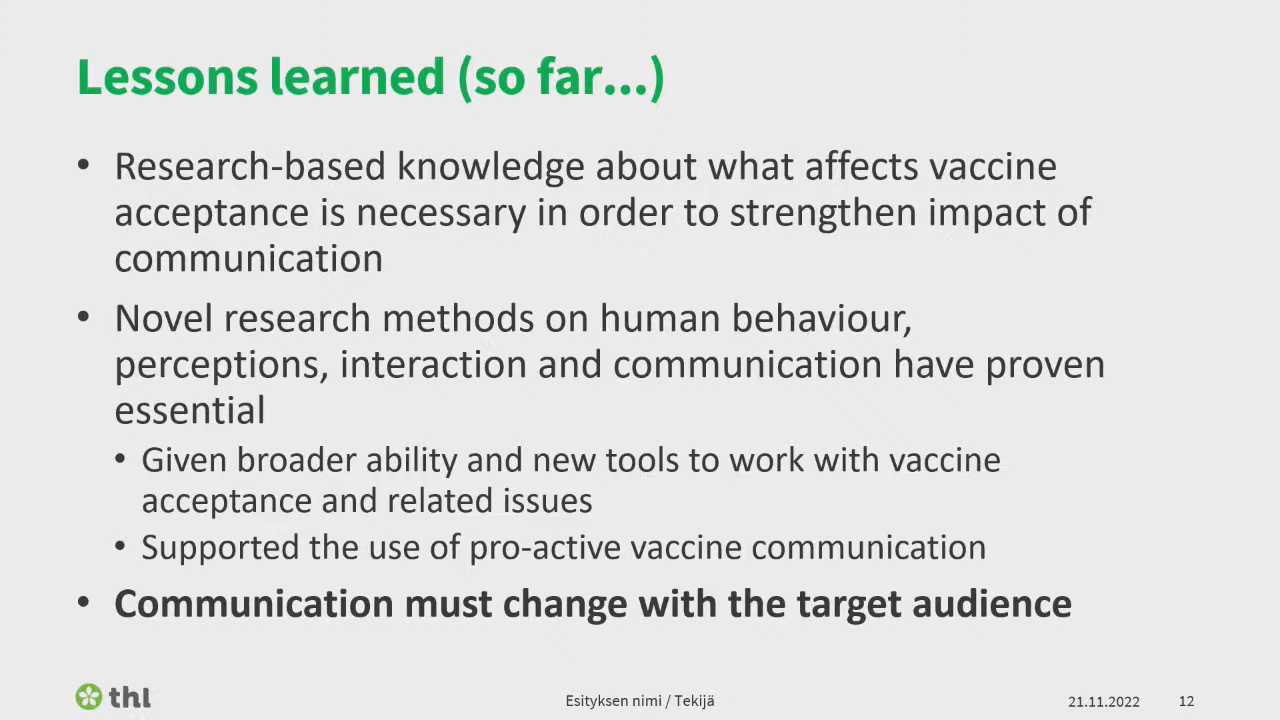 Lessons learned (so far...)
• Research-based knowledge about what affects vaccine
acceptance is necessary in order to strengthen impact of
communication
• Novel research methods on human behaviour,
perceptions, interaction and communication have proven
essential
• Given broader ability and new tools to work with vaccine
acceptance and related issues
• Supported the use of pro-active vaccine communication
• Communication must change with the target audience
thl
Esityksen nimi / Tekijä
21.11.2022
12